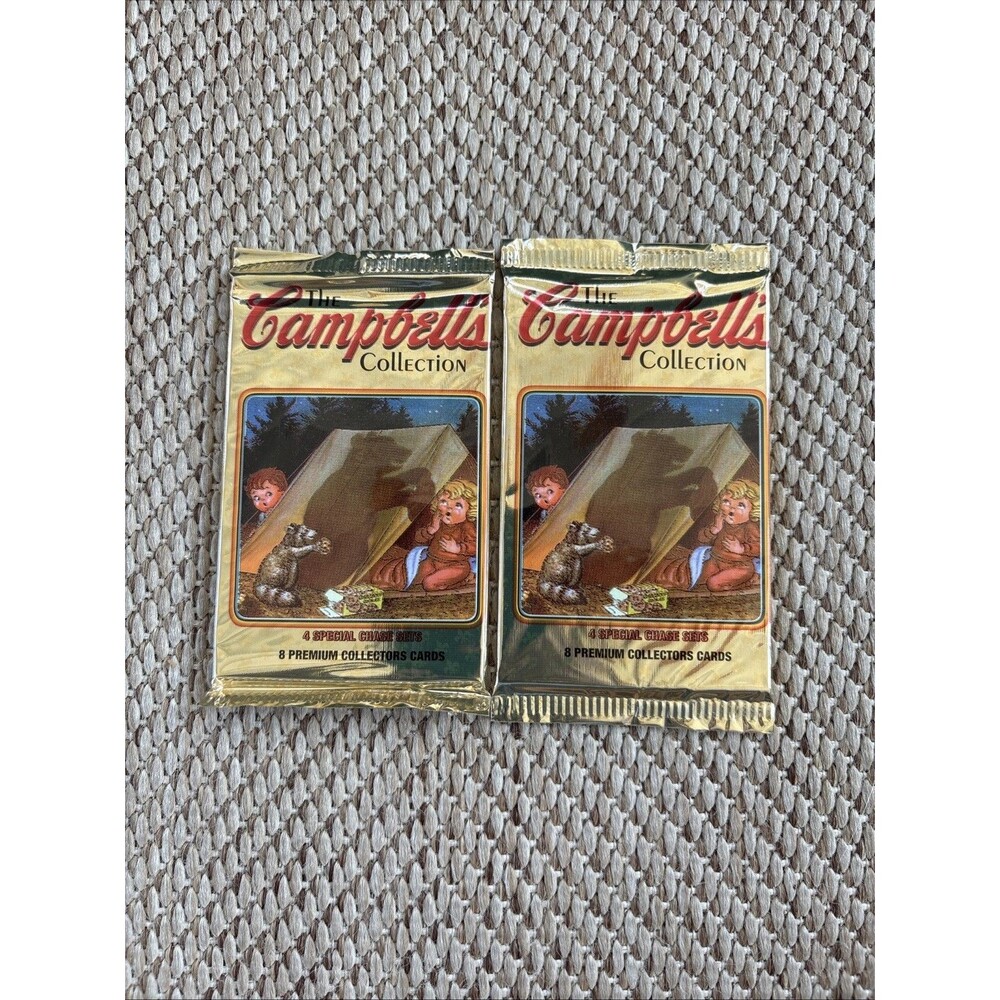 The
Campbell's
Collection
4 SPECIAL CHASE SETS
8 PREMIUM COLLECTORS CARDS
The
Campbell's
Collection
4 SPECIAL CHASE SETS
8 PREMIUM COLLECTORS CARDS